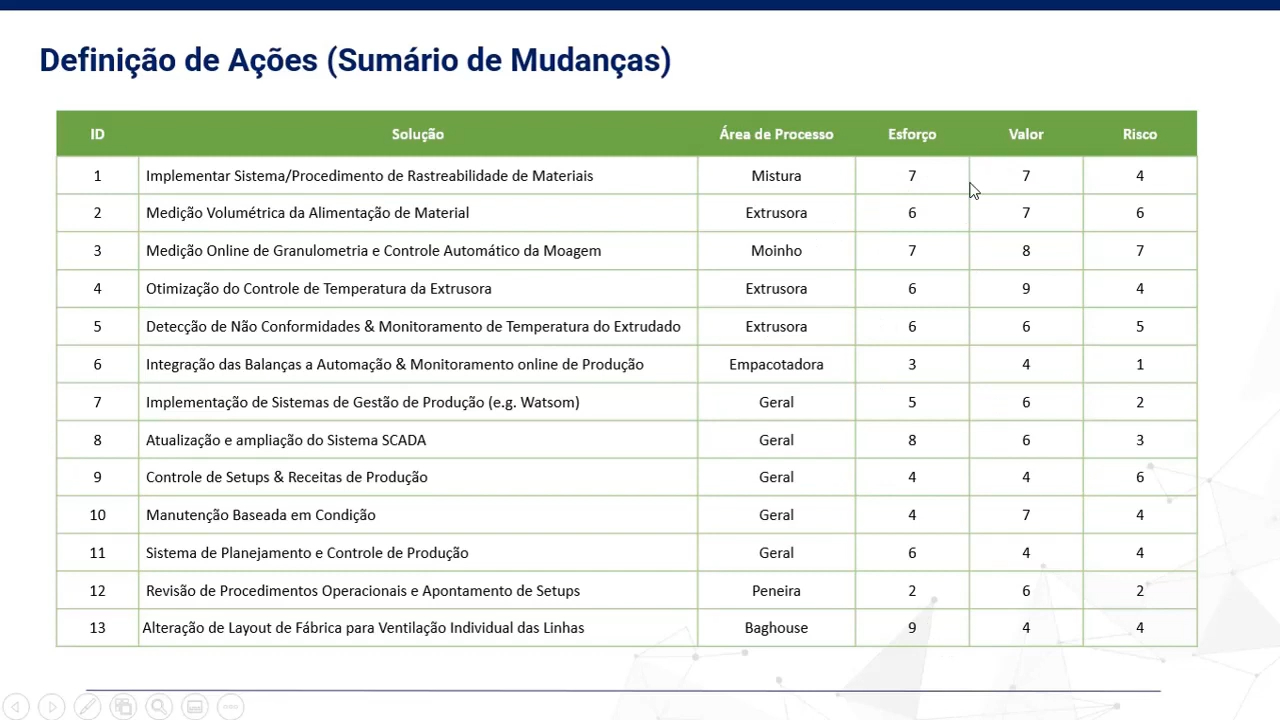 Definição de Ações (Sumário de Mudanças)
ID Solução Área de Processo Esforço Valor Risco
1 Implementar Sistema/Procedimento de Rastreabilidade de Materiais Mistura 7 7 4
2 Medição Volumétrica da Alimentação de Material Extrusora 6 7 6
3 Medição Online de Granulometria e Controle Automático da Moagem Moinho 7 8 7
4 Otimização do Controle de Temperatura da Extrusora Extrusora 6 9 4
5 Detecção de Não Conformidades & Monitoramento de Temperatura do Extrudado Extrusora 6 6 5
6 Integração das Balanças a Automação & Monitoramento online de Produção Empacotadora 3 4 1
7 Implementação de Sistemas de Gestão de Produção (e.g. Watsom) Geral 5 6 2
8 Atualização e ampliação do Sistema SCADA Geral 8 6 3
9 Controle de Setups & Receitas de Produção Geral 4 4 6
10 Manutenção Baseada em Condição Geral 4 7 4
11 Sistema de Planejamento e Controle de Produção Geral 6 4 4
12 Revisão de Procedimentos Operacionais e Apontamento de Setups Peneira 2 6 2
13 Alteração de Layout de Fábrica para Ventilação Individual das Linhas Baghouse 9 4 4